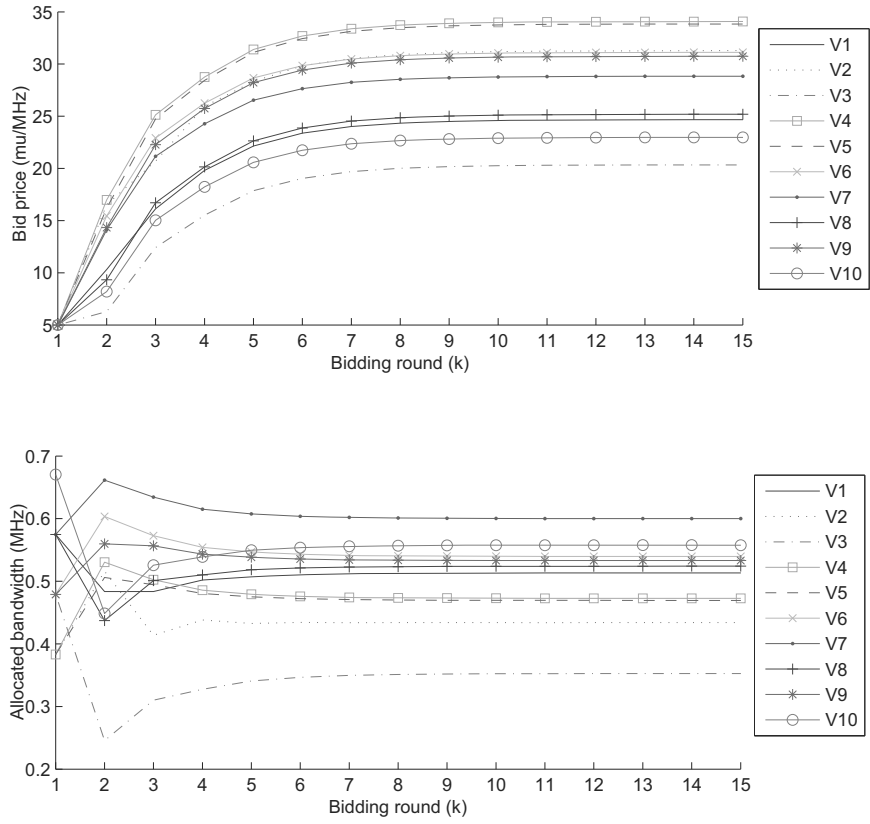 35
30
25
20
15
10
5
Bid price (mu/MHz)
1 2 3 4 5 6 7 8 9 10 11 12 13 14 15
Bidding round (k)
V1
V2
V3
V4
V5
V6
V7
V8
V9
V10
0.7
0.6
0.5
0.4
0.3
0.2
Allocated bandwidth (MHz)
1 2 3 4 5 6 7 8 9 10 11 12 13 14 15
Bidding round (k)
V1
V2
V3
V4
V5
V6
V7
V8
V9
V10